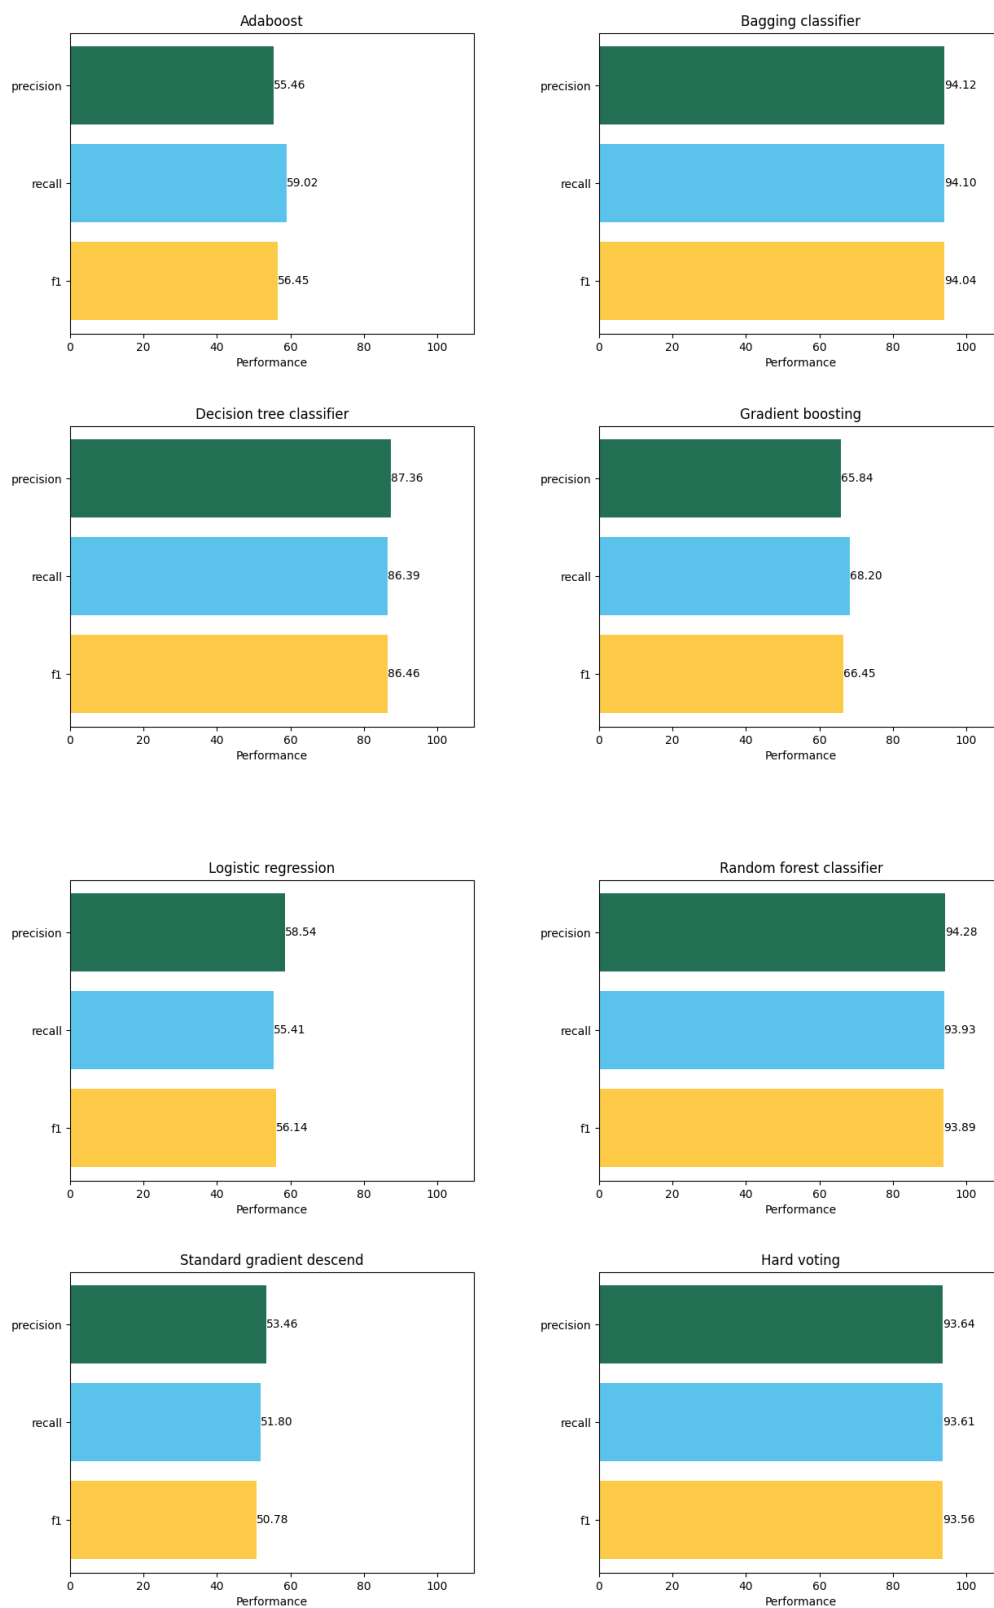 Adaboost
precision
55.46
recall
59.02
f1
56.45
0 20 40 60 80 100
Performance
Bagging classifier
precision
94.12
recall
94.10
f1
94.04
0 20 40 60 80 100
Performance
Decision tree classifier
precision
87.36
recall
86.39
f1
86.46
0 20 40 60 80 100
Performance
Gradient boosting
precision
65.84
recall
68.20
f1
66.45
0 20 40 60 80 100
Performance
Logistic regression
precision
58.54
recall
55.41
f1
56.14
0 20 40 60 80 100
Performance
Random forest classifier
precision
94.28
recall
93.93
f1
93.89
0 20 40 60 80 100
Performance
Standard gradient descend
precision
53.46
recall
51.80
f1
50.78
0 20 40 60 80 100
Performance
Hard voting
precision
93.64
recall
93.61
f1
93.56
0 20 40 60 80 100
Performance